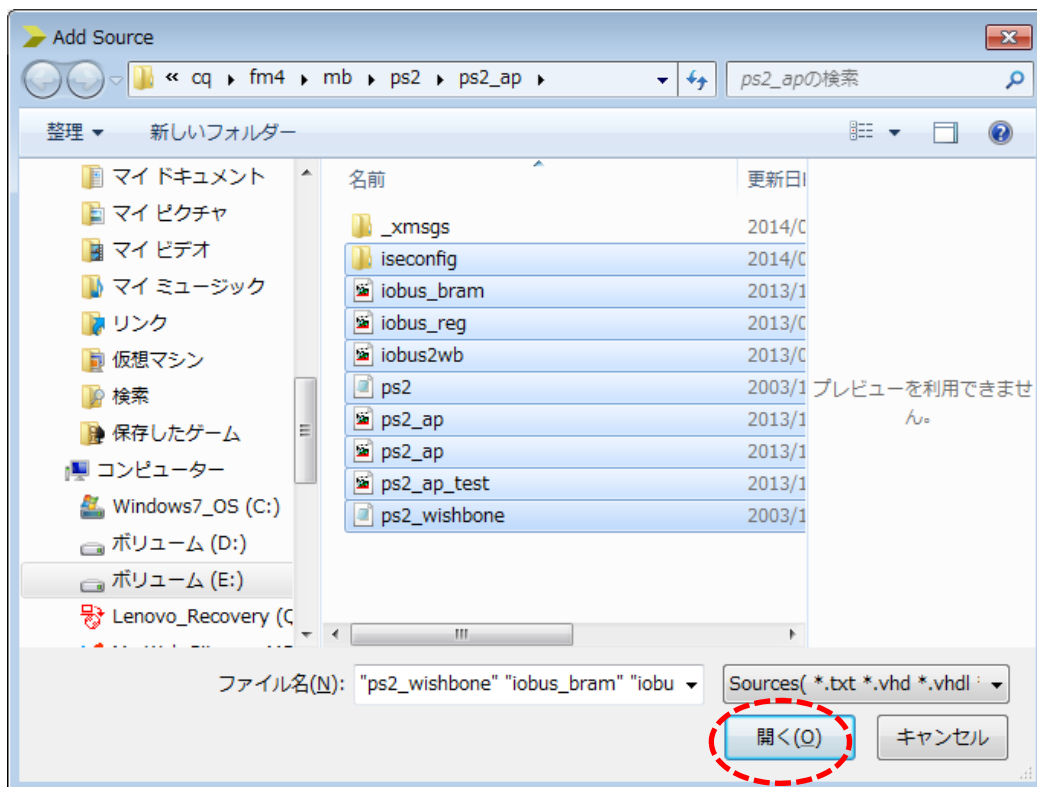 Add Source
« cq ▸ fm4 ▸ mb ▸ ps2 ▸ ps2_ap ▸
ps2_apの検索
整理 ▼ 新しいフォルダー
マイ ドキュメント
マイ ピクチャ
マイ ビデオ
マイ ミュージック
リンク
仮想マシン
検索
保存したゲーム
コンピューター
Windows7_OS (C:)
ボリューム (D:)
ボリューム (E:)
Lenovo_Recovery (Q
名前 更新日
_xmsgs 2014/0
iseconfig 2014/0
iobus_bram 2013/1
iobus_reg 2013/0
iobus2wb 2013/0
ps2 2003/1
ps2_ap 2013/1
ps2_ap 2013/1
ps2_ap_test 2013/1
ps2_wishbone 2003/1
プレビューを利用できませ
ん。
ファイル名(N): "ps2_wishbone" "iobus_bram" "iobu
Sources( *.txt *.vhd *.vhdl
開く(O) キャンセル